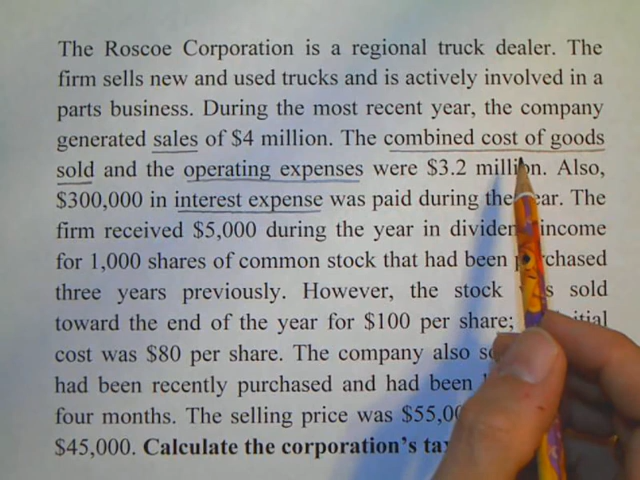 The Roscoe Corporation is a regional truck dealer. The
firm sells new and used trucks and is actively involved in a
parts business. During the most recent year, the company
generated sales of $4 million. The combined cost of goods
sold and the operating expenses were $3.2 million. Also,
$300,000 in interest expense was paid during the year. The
firm received $5,000 during the year in dividend income
for 1,000 shares of common stock that had been purchased
three years previously. However, the stock was sold
toward the end of the year for $100 per share; initial
cost was $80 per share. The company also
had been recently purchased and had been
four months. The selling price was
$45,000. Calculate the corporation's